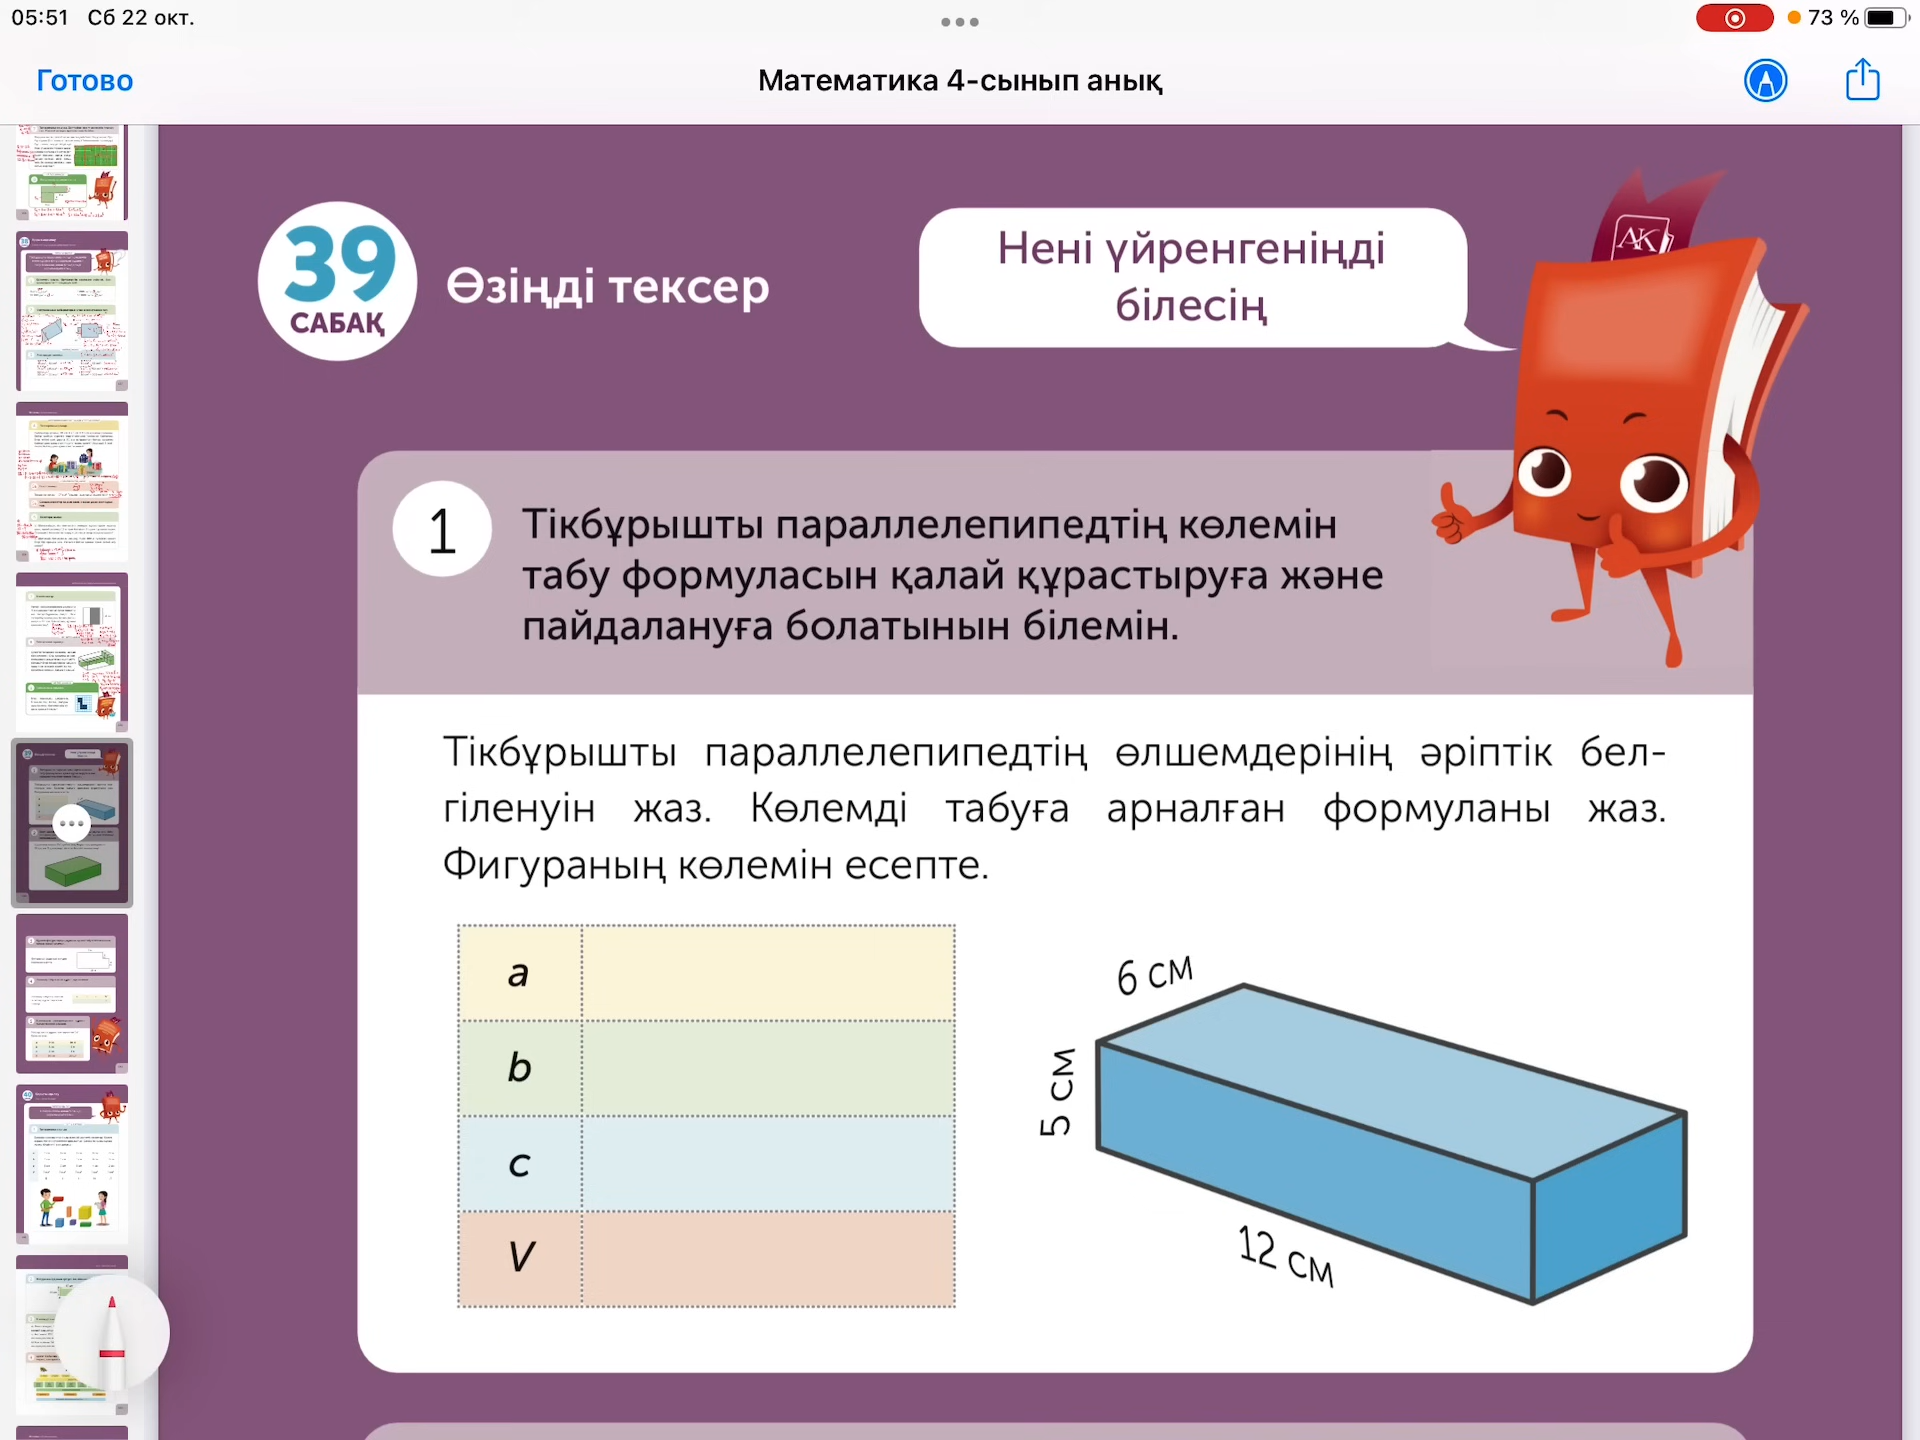 05:51 Сб 22 окт.
73 %
Готово
Математика 4-сынып анық
39
САБАҚ
Өзіңді тексер
Нені үйренгеніңді
білесің
АК
1
Тікбұрышты параллелепипедтің көлемін
табу формуласын қалай құрастыруға және
пайдалануға болатынын білемін.
Тікбұрышты параллелепипедтің өлшемдерінің әріптік бел-
гіленуін жаз. Көлемді табуға арналған формуланы жаз.
Фигураның көлемін есепте.
a
b
c
V
6 см
5 см
12 см